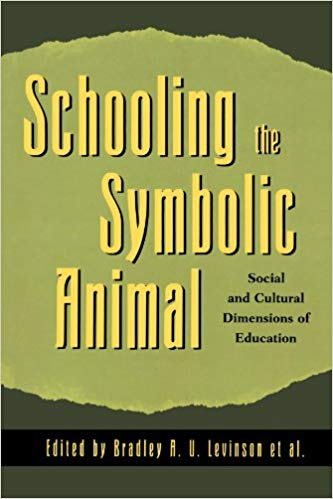 Schooling
the
Symbolic
Animal
Social
and Cultural
Dimensions of
Education
Edited by Bradley A. U. Levinson et al.